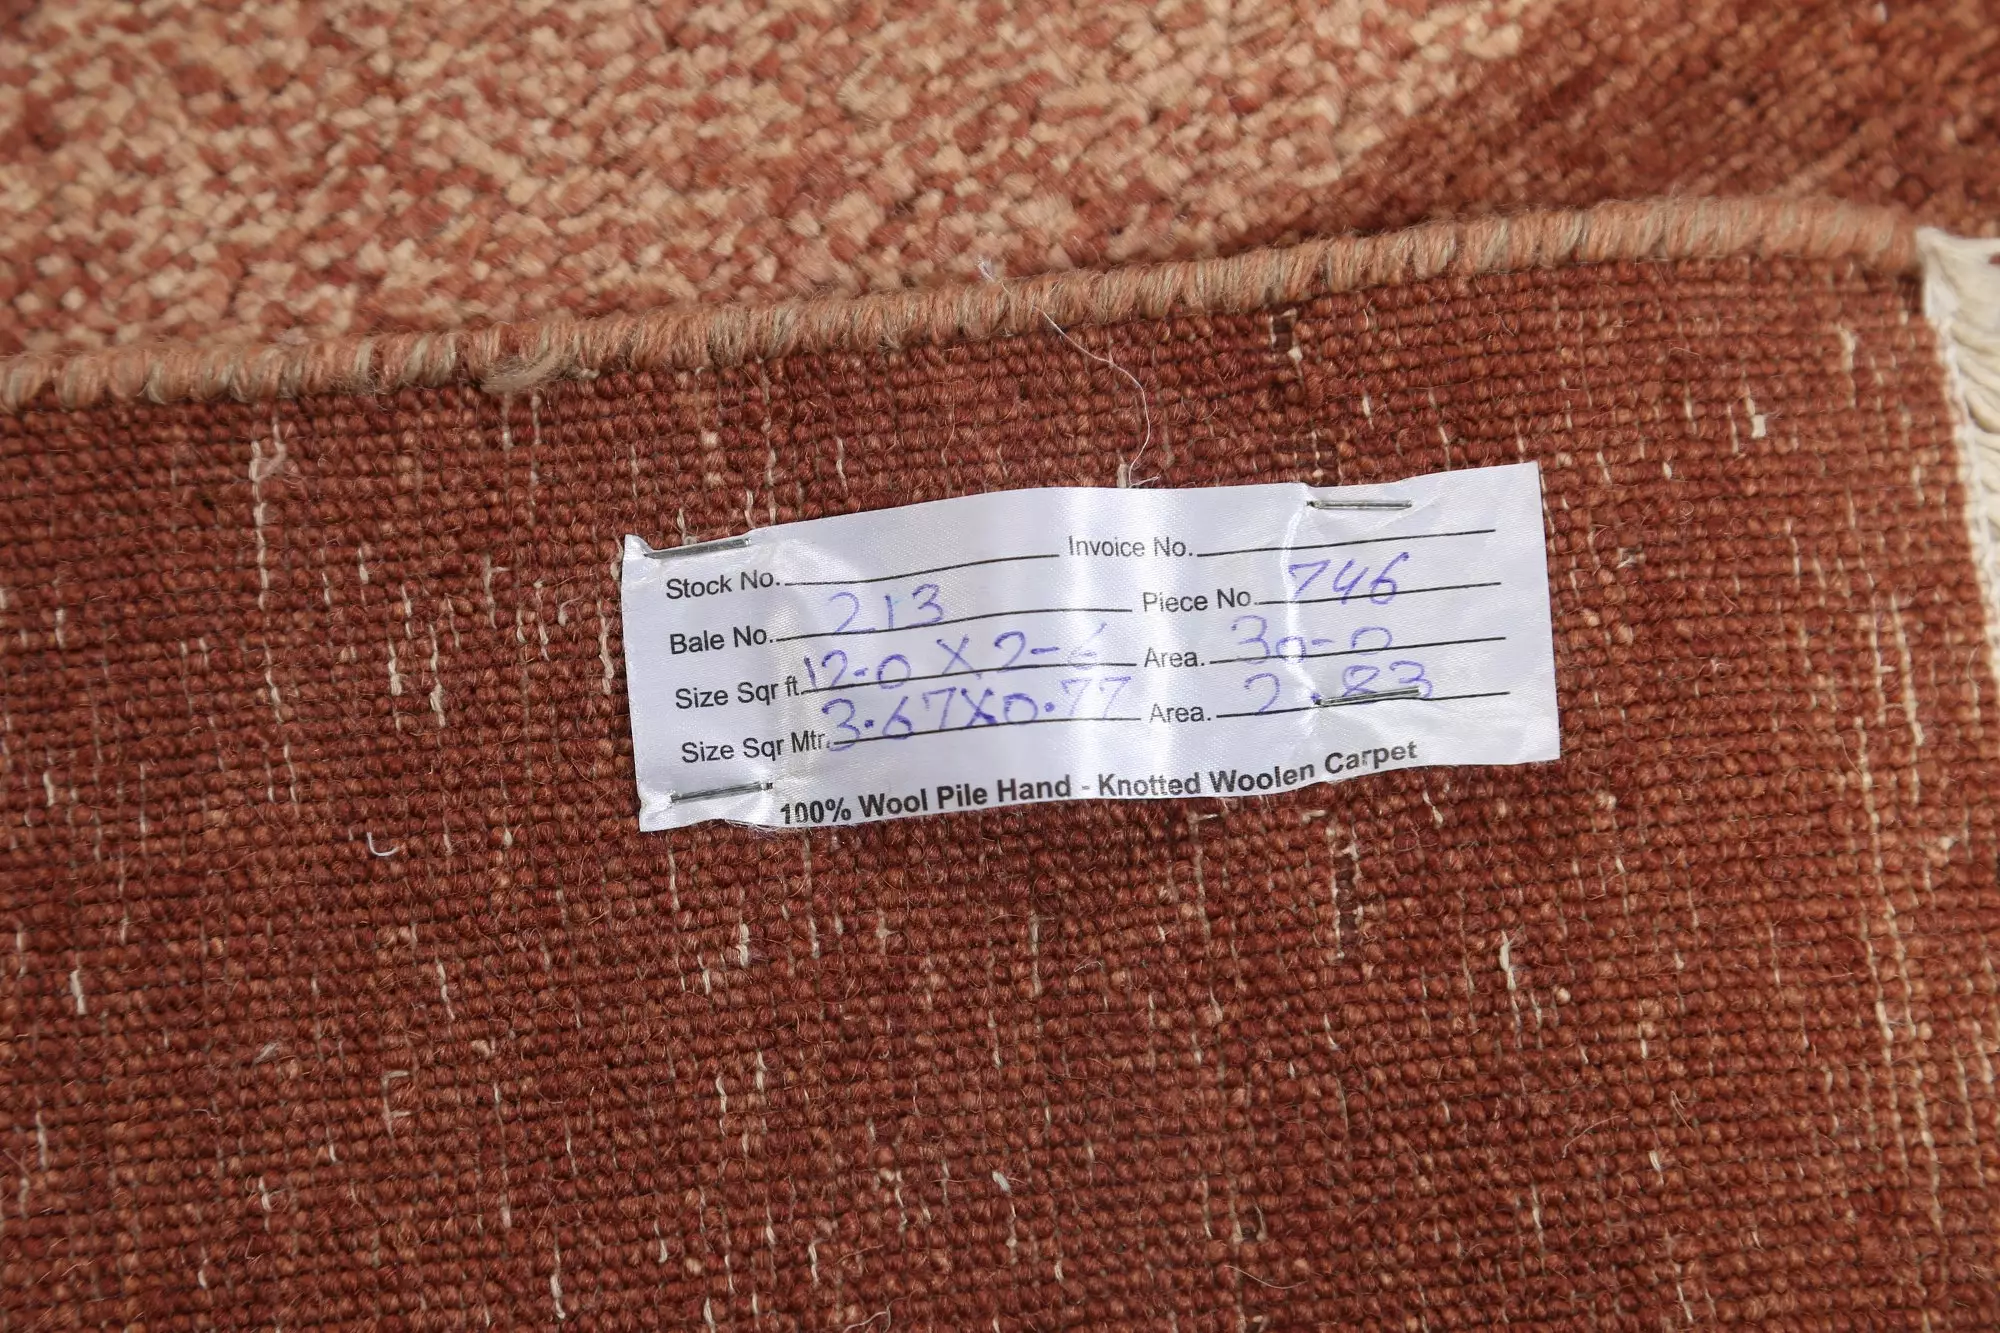 Stock No. Invoice No.
Bale No. 213 Piece No. 746
Size Sqr ft. 12-0 X 2-6 Area. 30-0
Size Sqr Mtr. 3.67X0.77 Area. 2.83
100% Wool Pile Hand - Knotted Woolen Carpet